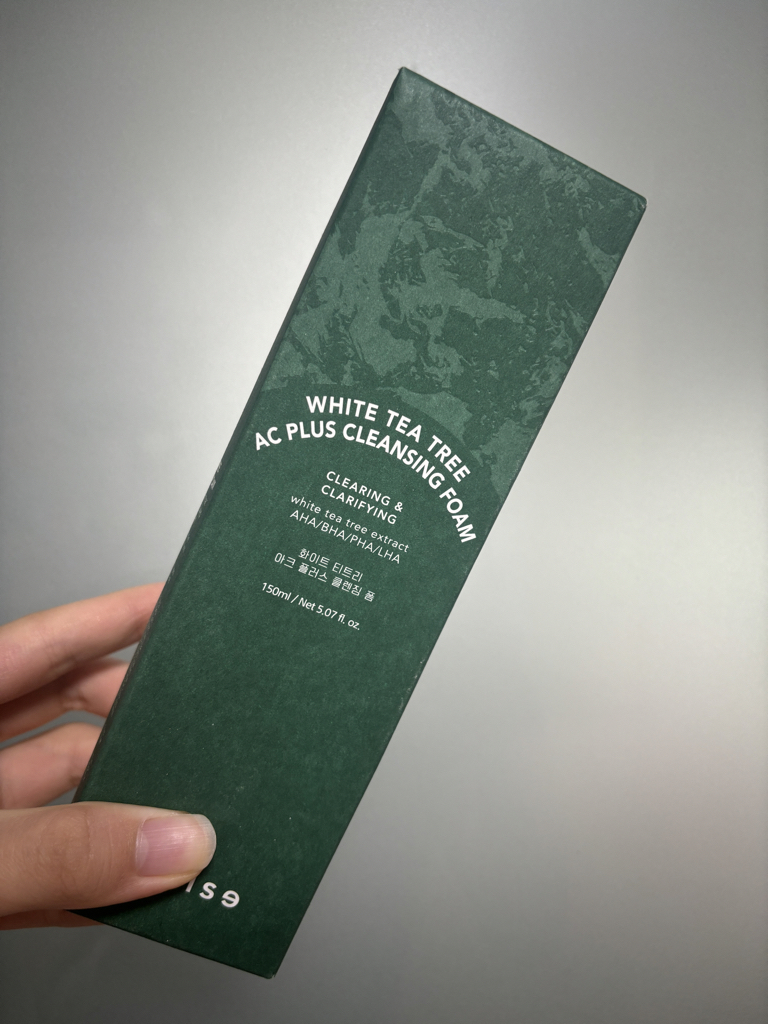 WHITE TEA TREE
AC PLUS CLEANSING FOAM
CLEARING &
CLARIFYING
white tea tree extract
AHA/BHA/PHA/LHA
화이트 티트리
아크 플러스 클렌징 폼
150ml / Net 5.07 fl. oz.